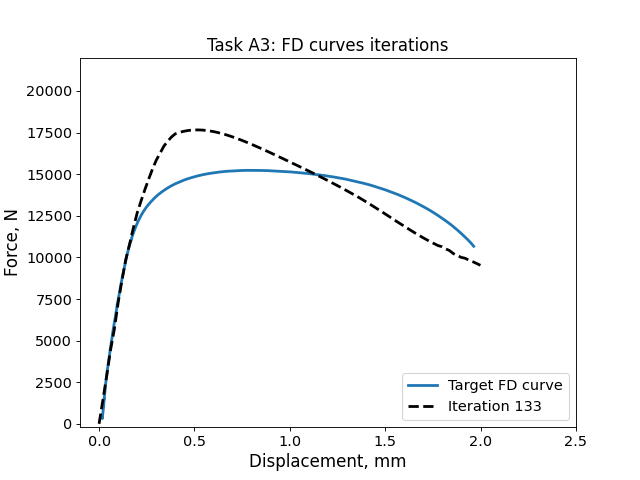 Task A3: FD curves iterations
20000
17500
15000
12500
10000
7500
5000
2500
0
Force, N
0.0 0.5 1.0 1.5 2.0 2.5
Displacement, mm
Target FD curve
Iteration 133